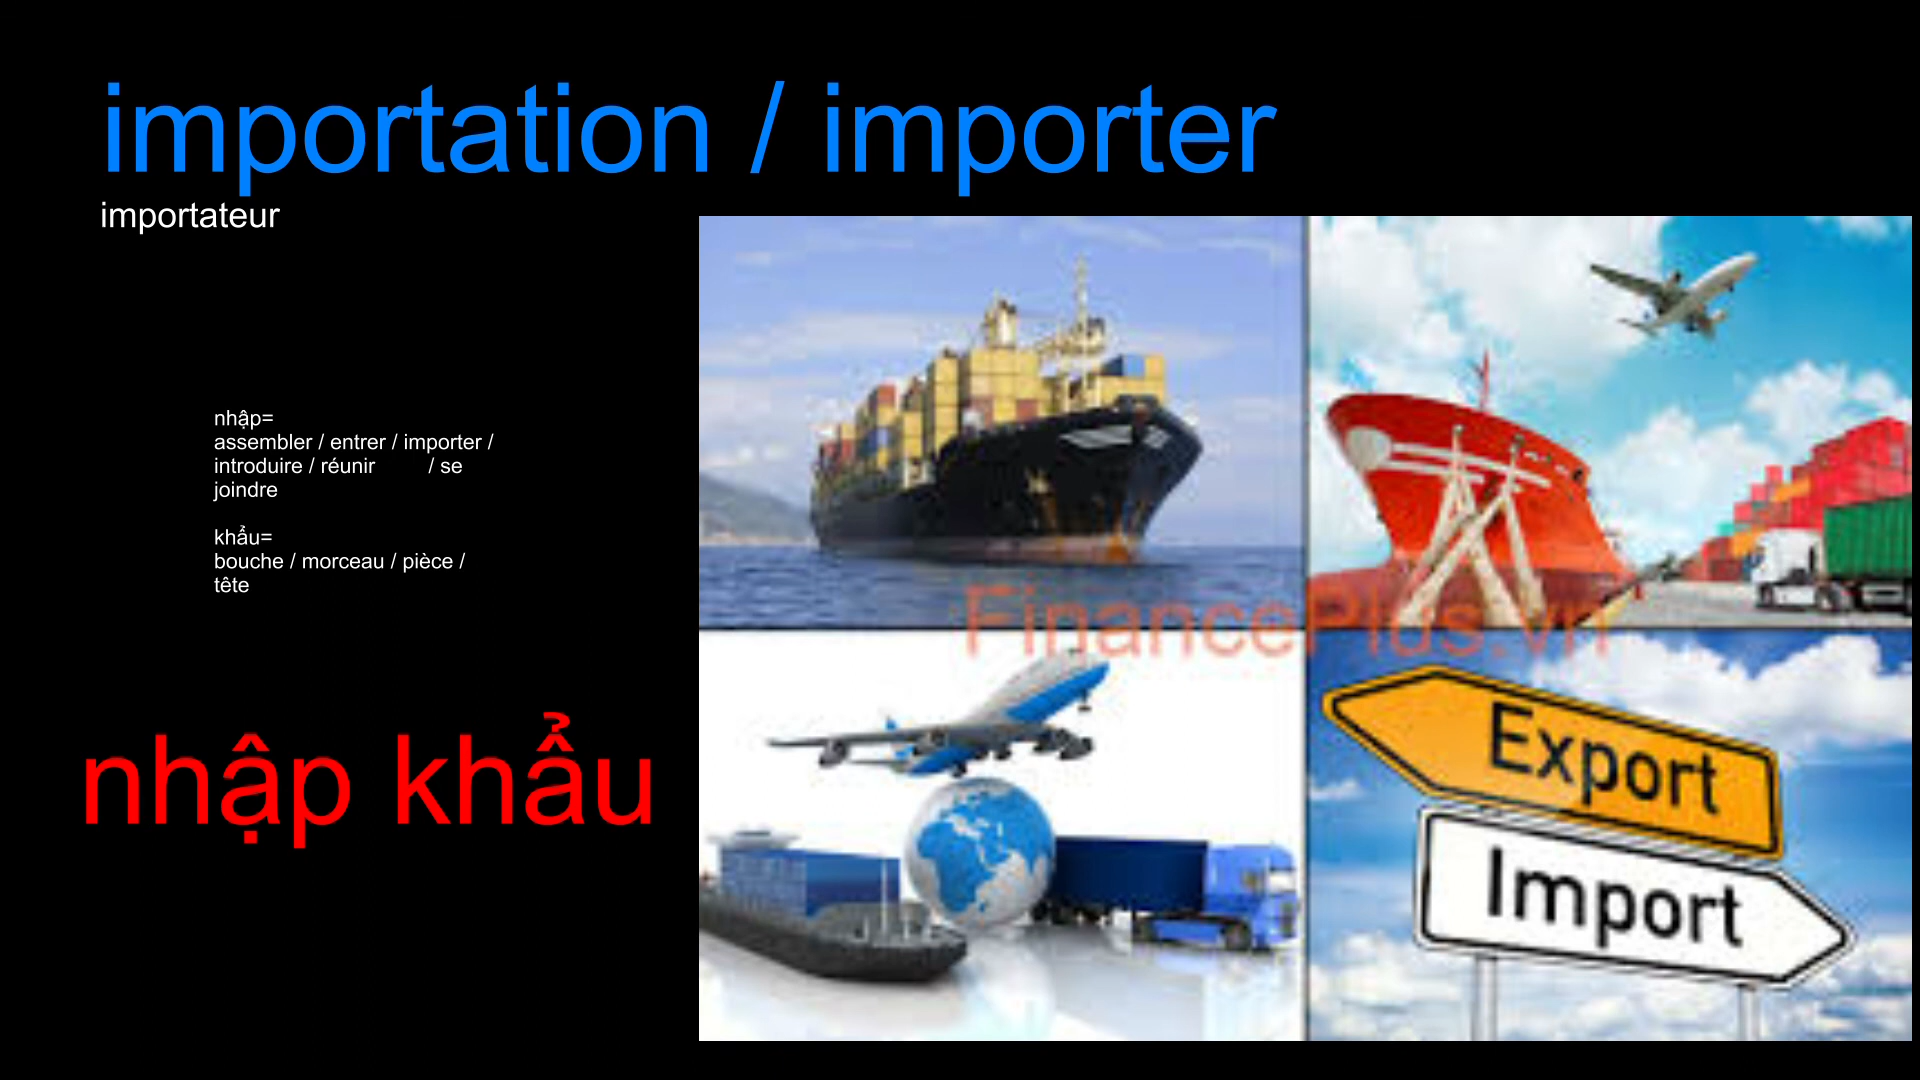 importation / importer
importateur
nhập=
assembler / entrer / importer /
introduire / réunir / se
joindre
khẩu=
bouche / morceau / pièce /
tête
nhập khẩu
FinancePlus.vn
Export
Import